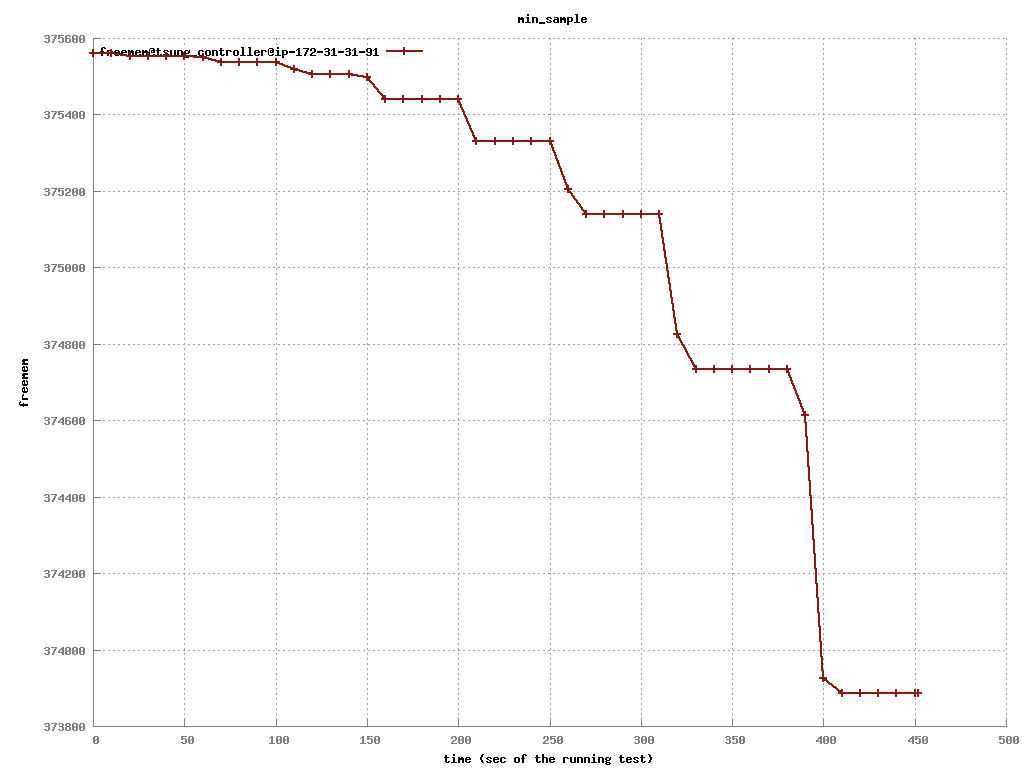 min_sample
375600
freemem@tsung_controller@ip-172-31-31-91
375400
375200
375000
374800
374600
374400
374200
374000
373800
freemem
0 50 100 150 200 250 300 350 400 450 500
time (sec of the running test)